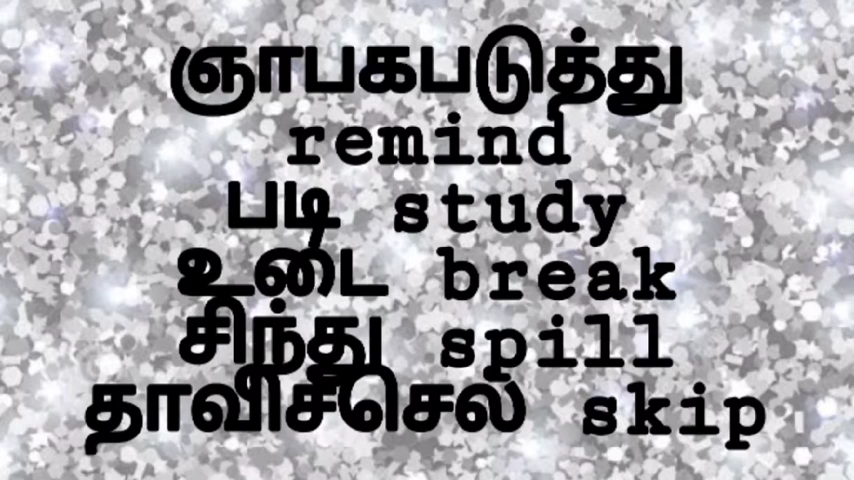 ஞாபகபடுத்து
remind
படி study
உடை break
சிந்து spill
தாவிச்செல் skip